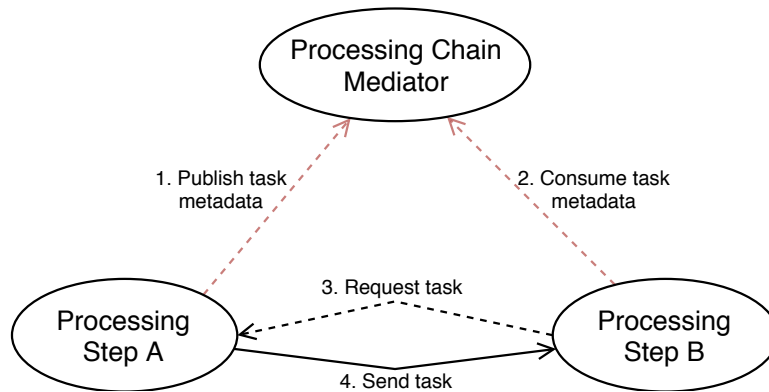 Processing Chain
Mediator
1. Publish task
metadata
2. Consume task
metadata
3. Request task
Processing
Step A
Processing
Step B
4. Send task